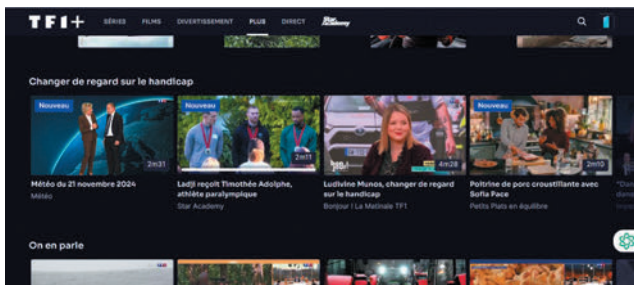 TF1+ SÉRIES FILMS DIVERTISSEMENT PLUS DIRECT Star Academy
Changer de regard sur le handicap
Nouveau Nouveau Nouveau
2m31 2m11 4m28 2m10
Météo du 21 novembre 2024 Ladji reçoit Timothée Adolphe, Ludivine Munos, changer de regard Poitrine de porc croustillante avec
athlète paralympique sur le handicap Sofia Pace
Météo Star Academy Bonjour ! La Matinale TF1 Petits Plats en équilibre
On en parle